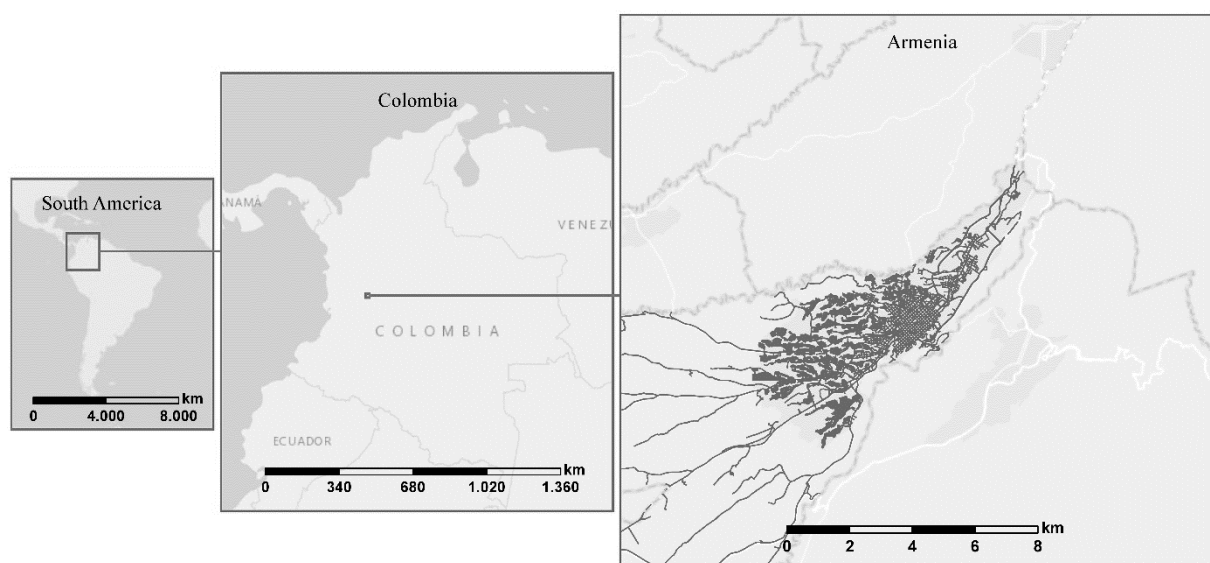 South America
km
0 4.000 8.000
Colombia
ANAMÁ
VENEZU
COLOMBIA
ECUADOR
km
0 340 680 1.020 1.360
Armenia
km
0 2 4 6 8